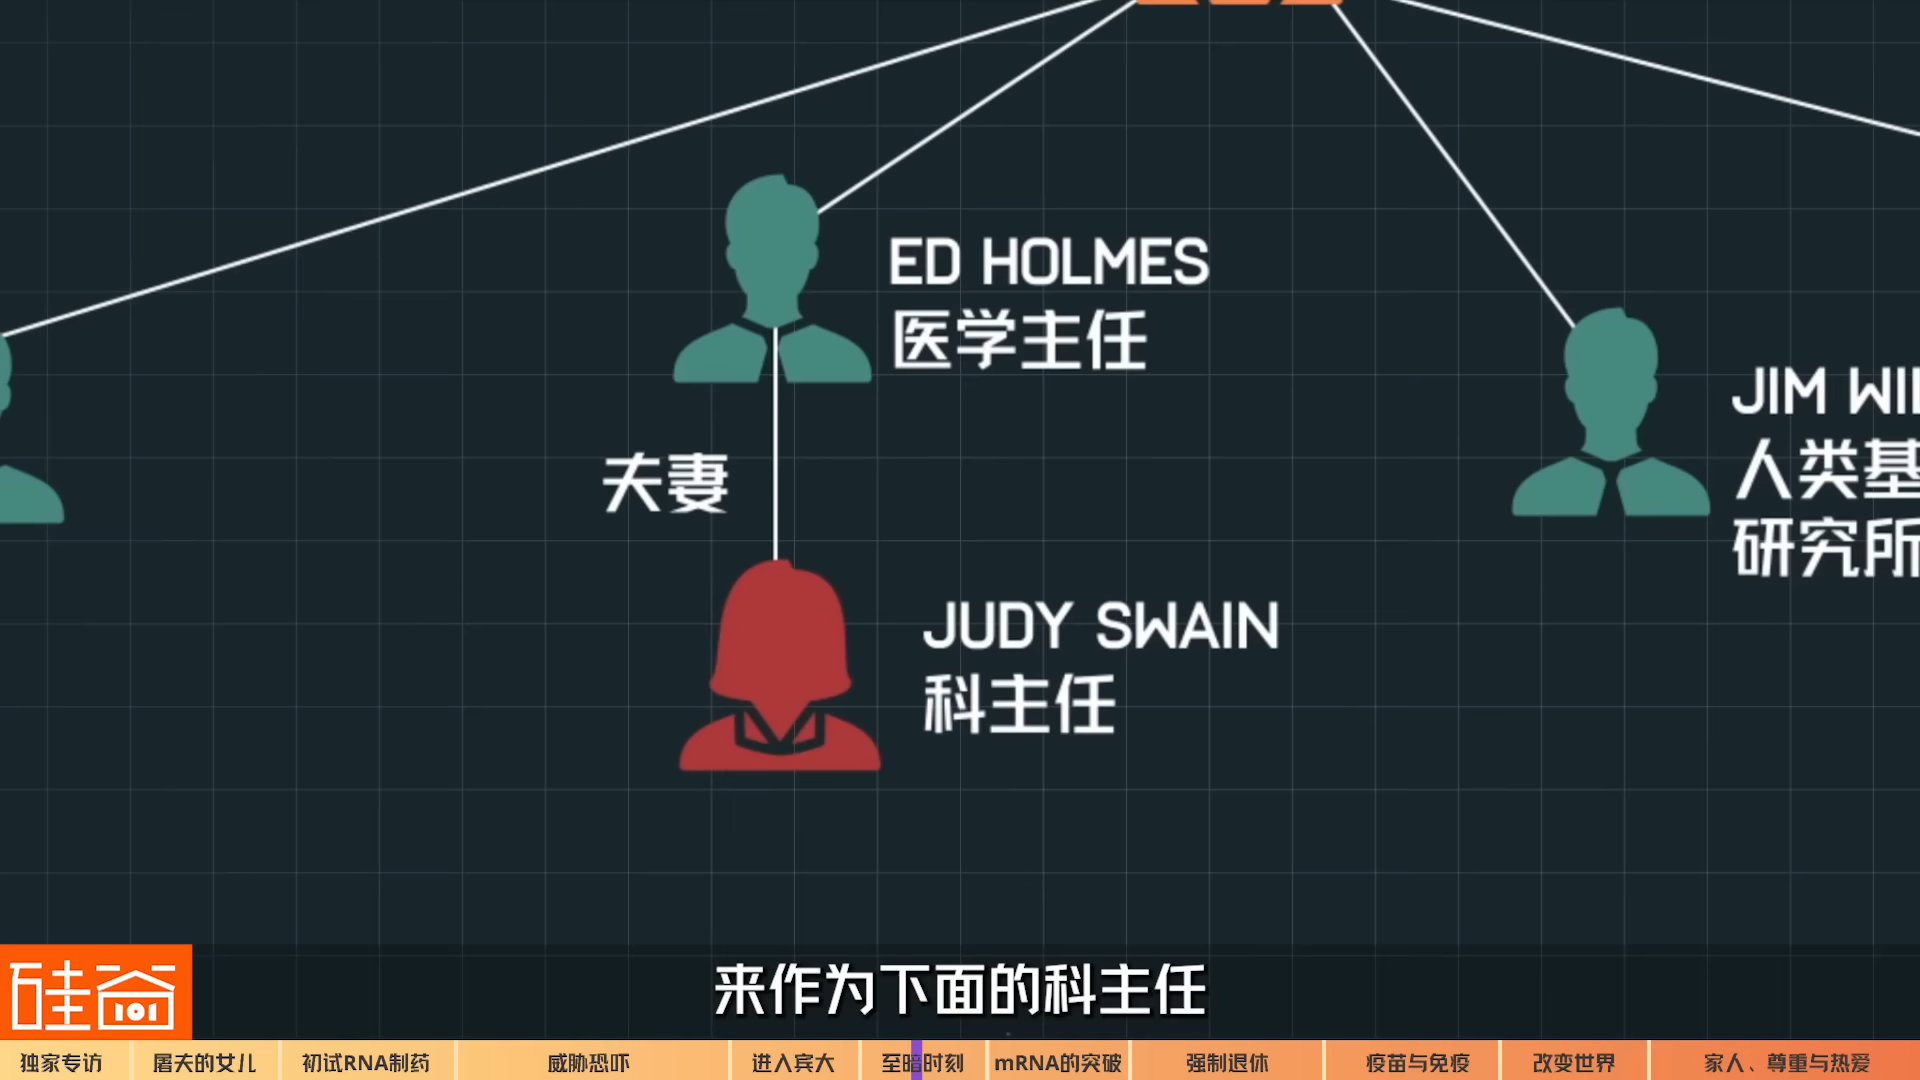 ED HOLMES
医学主任
JIM WIL
人类基
研究所
夫妻
JUDY SWAIN
科主任
来作为下面的科主任
硅谷
101
独家专访
屠夫的女儿
初试RNA制药
威胁恐吓
进入宾大
至暗时刻
mRNA的突破
强制退休
疫苗与免疫
改变世界
家人、尊重与热爱